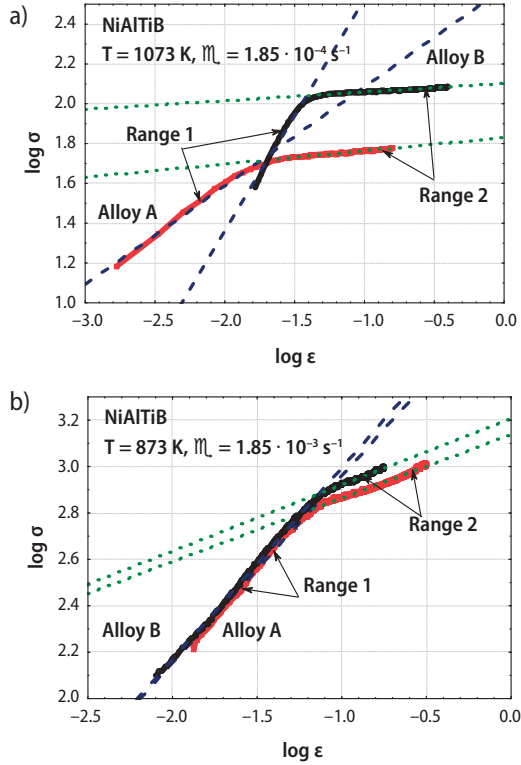 a)
NiAlTiB
T = 1073 K, ℳ = 1.85 · 10⁻⁴ s⁻¹
Alloy B
Range 1
Range 2
Alloy A
log σ
2.4
2.2
2.0
1.8
1.6
1.4
1.2
1.0
-3.0 -2.5 -2.0 -1.5 -1.0 -0.5 0.0
log ε
b)
NiAlTiB
T = 873 K, ℳ = 1.85 · 10⁻³ s⁻¹
Range 2
Range 1
Alloy B
Alloy A
log σ
3.2
3.0
2.8
2.6
2.4
2.2
2.0
-2.5 -2.0 -1.5 -1.0 -0.5 0.0
log ε